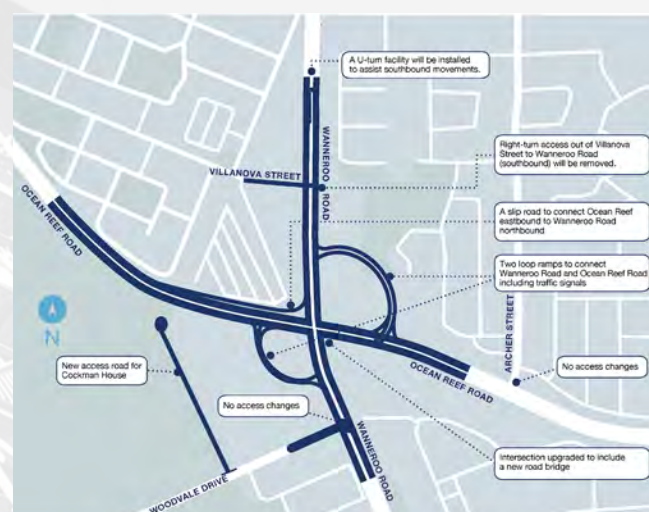 A U-turn facility will be installed
to assist southbound movements.
WANNEROO
ROAD
Right-turn access out of Villanova
Street to Wanneroo Road
(southbound) will be removed.
VILLANOVA STREET
OCEAN REEF ROAD
A slip road to connect Ocean Reef
eastbound to Wanneroo Road
northbound
Two loop ramps to connect
Wanneroo Road and Ocean Reef Road
including traffic signals
N
ARCHER STREET
New access road for
Cockman House
OCEAN REEF ROAD
No access changes
No access changes
WANNEROO
ROAD
Intersection upgraded to include
a new road bridge
WOODVALE DRIVE